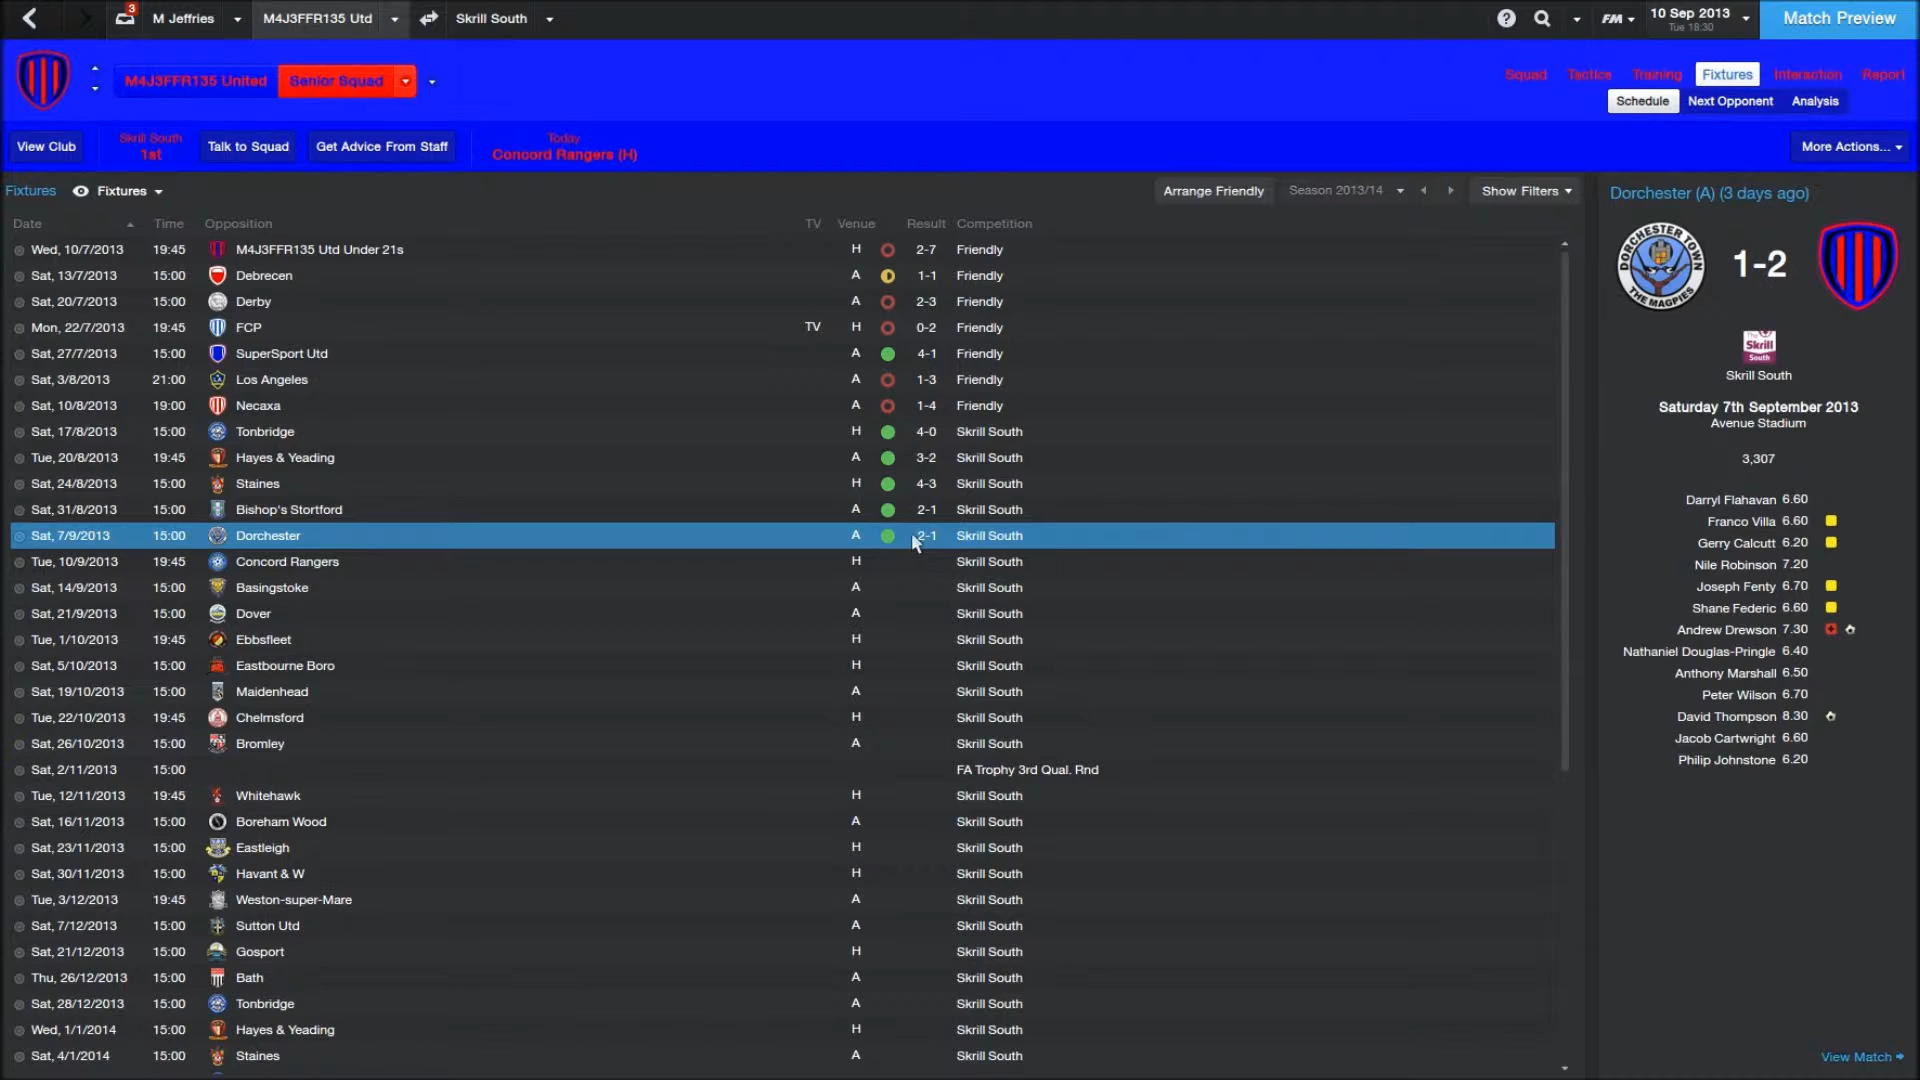 3 M Jeffries M4J3FFR135 Utd Skrill South ? FM 10 Sep 2013 Match Preview
Tue 18:30
M4J3FFR135 United Senior Squad Squad Tactics Training Fixtures Interaction Report
Schedule Next Opponent Analysis
View Club Skrill South 1st Talk to Squad Get Advice From Staff Today Concord Rangers (H) More Actions...
Fixtures Fixtures Arrange Friendly Season 2013/14 Show Filters
Date Time Opposition TV Venue Result Competition
Wed, 10/7/2013 19:45 M4J3FFR135 Utd Under 21s H 2-7 Friendly
Sat, 13/7/2013 15:00 Debrecen A 1-1 Friendly
Sat, 20/7/2013 15:00 Derby A 2-3 Friendly
Mon, 22/7/2013 19:45 FCP TV H 0-2 Friendly
Sat, 27/7/2013 15:00 SuperSport Utd A 4-1 Friendly
Sat, 3/8/2013 21:00 Los Angeles A 1-3 Friendly
Sat, 10/8/2013 19:00 Necaxa A 1-4 Friendly
Sat, 17/8/2013 15:00 Tonbridge H 4-0 Skrill South
Tue, 20/8/2013 19:45 Hayes & Yeading A 3-2 Skrill South
Sat, 24/8/2013 15:00 Staines H 4-3 Skrill South
Sat, 31/8/2013 15:00 Bishop's Stortford A 2-1 Skrill South
Sat, 7/9/2013 15:00 Dorchester A 2-1 Skrill South
Tue, 10/9/2013 19:45 Concord Rangers H Skrill South
Sat, 14/9/2013 15:00 Basingstoke A Skrill South
Sat, 21/9/2013 15:00 Dover A Skrill South
Tue, 1/10/2013 19:45 Ebbsfleet H Skrill South
Sat, 5/10/2013 15:00 Eastbourne Boro H Skrill South
Sat, 19/10/2013 15:00 Maidenhead A Skrill South
Tue, 22/10/2013 19:45 Chelmsford H Skrill South
Sat, 26/10/2013 15:00 Bromley A Skrill South
Sat, 2/11/2013 15:00 FA Trophy 3rd Qual. Rnd
Tue, 12/11/2013 19:45 Whitehawk H Skrill South
Sat, 16/11/2013 15:00 Boreham Wood A Skrill South
Sat, 23/11/2013 15:00 Eastleigh H Skrill South
Sat, 30/11/2013 15:00 Havant & W H Skrill South
Tue, 3/12/2013 19:45 Weston-super-Mare A Skrill South
Sat, 7/12/2013 15:00 Sutton Utd A Skrill South
Sat, 21/12/2013 15:00 Gosport H Skrill South
Thu, 26/12/2013 15:00 Bath A Skrill South
Sat, 28/12/2013 15:00 Tonbridge A Skrill South
Wed, 1/1/2014 15:00 Hayes & Yeading H Skrill South
Sat, 4/1/2014 15:00 Staines A Skrill South
Dorchester (A) (3 days ago)
DORCHESTER TOWN
THE MAGPIES
1-2
The Skrill South
Skrill South
Saturday 7th September 2013
Avenue Stadium
3,307
Darryl Flahavan 6.60
Franco Villa 6.60
Gerry Calcutt 6.20
Nile Robinson 7.20
Joseph Fenty 6.70
Shane Federic 6.60
Andrew Drewson 7.30
Nathaniel Douglas-Pringle 6.40
Anthony Marshall 6.50
Peter Wilson 6.70
David Thompson 8.30
Jacob Cartwright 6.60
Philip Johnstone 6.20
View Match